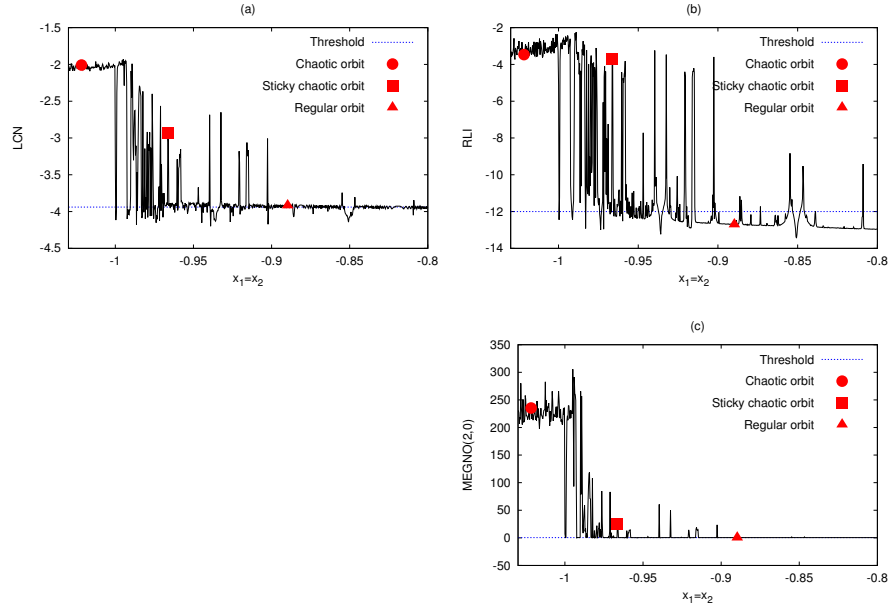 (a)
-1.5
-2
-2.5
-3
-3.5
-4
-4.5
LCN
Threshold
Chaotic orbit
Sticky chaotic orbit
Regular orbit
-1
-0.95
-0.9
-0.85
-0.8
x1=x2
(b)
-2
-4
-6
-8
-10
-12
-14
RLI
Threshold
Chaotic orbit
Sticky chaotic orbit
Regular orbit
-1
-0.95
-0.9
-0.85
-0.8
x1=x2
(c)
350
300
250
200
150
100
50
0
-50
MEGNO(2,0)
Threshold
Chaotic orbit
Sticky chaotic orbit
Regular orbit
-1
-0.95
-0.9
-0.85
-0.8
x1=x2